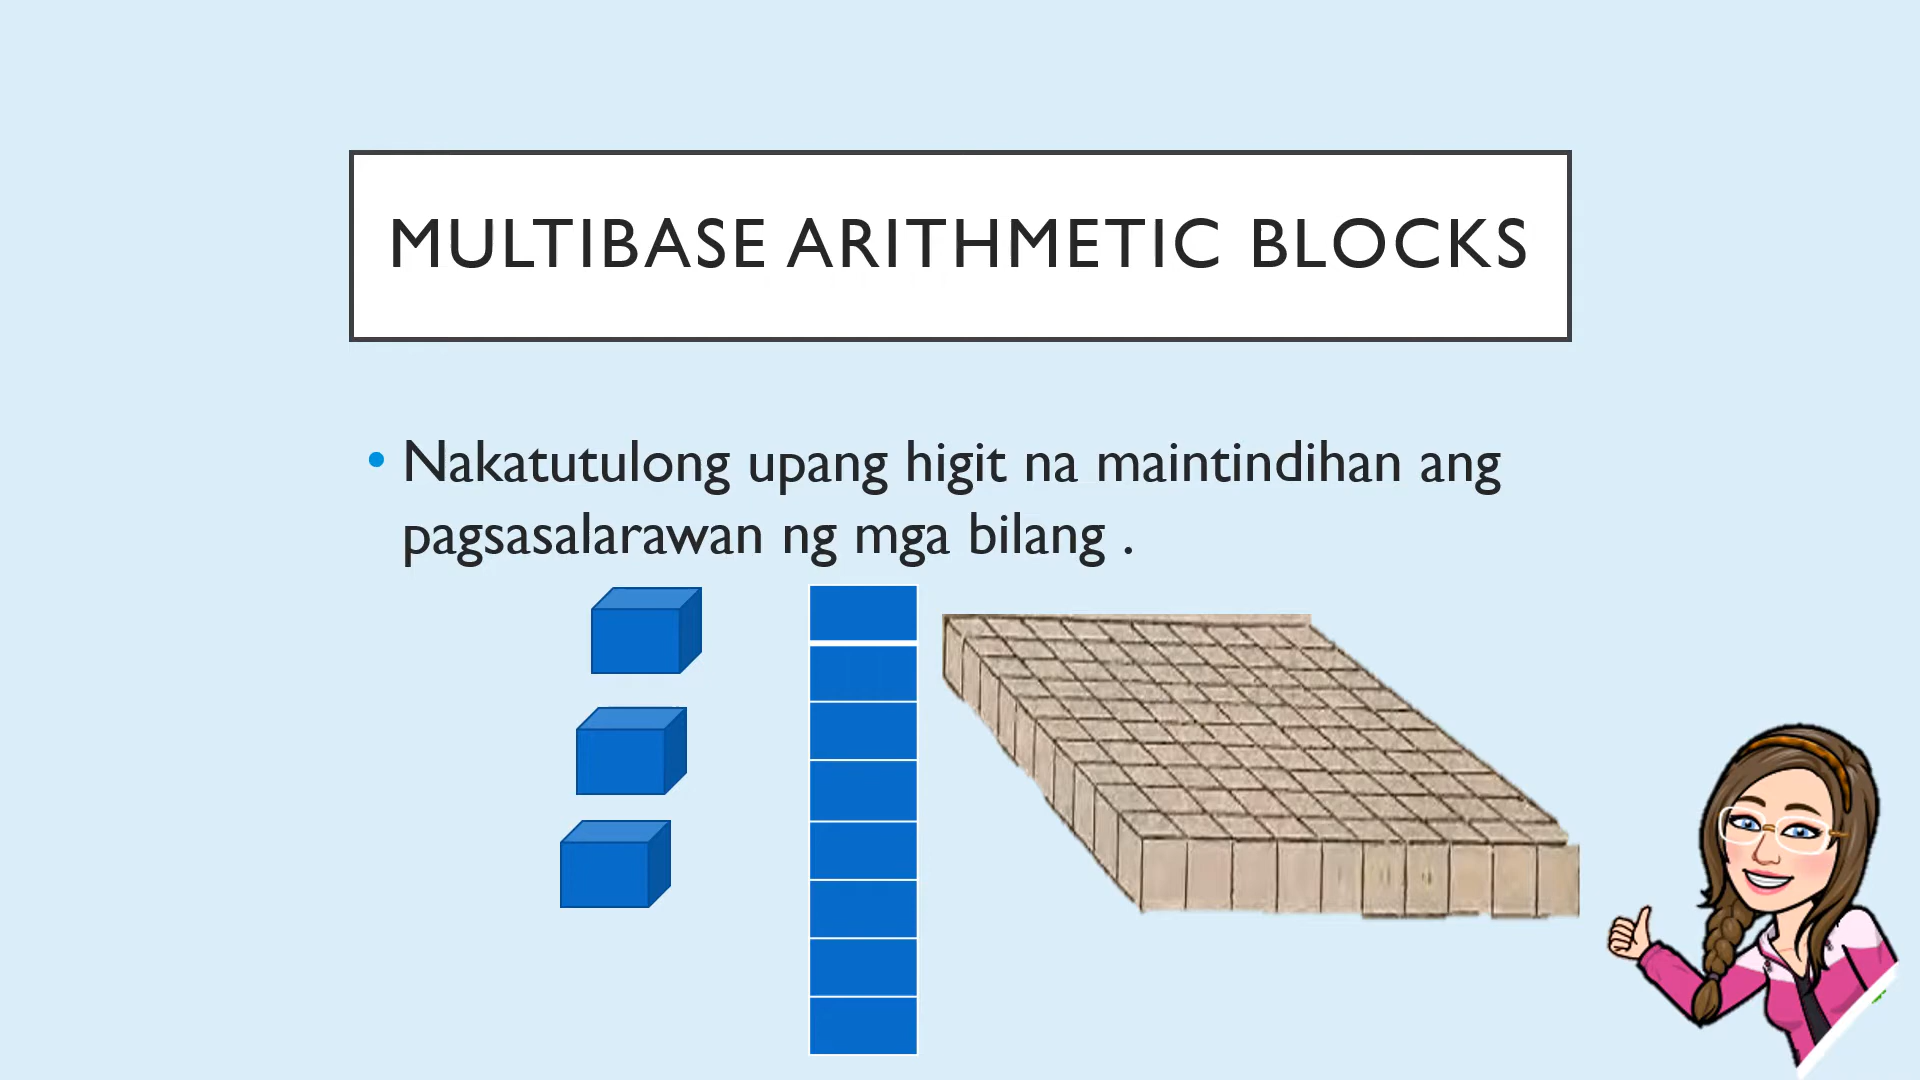 MULTIBASE ARITHMETIC BLOCKS
• Nakatutulong upang higit na maintindihan ang
pagsasalarawan ng mga bilang .